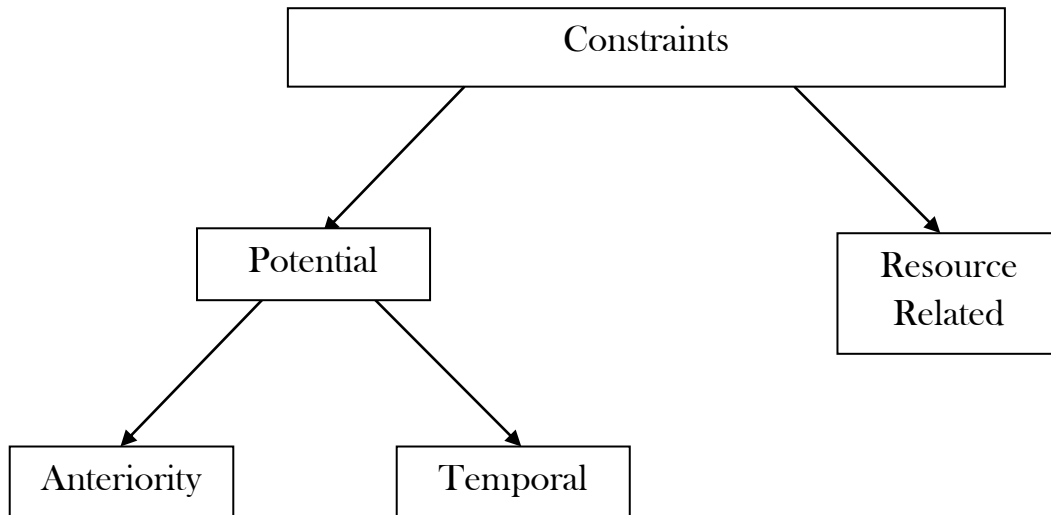 Constraints
Potential
Resource
Related
Anteriority
Temporal